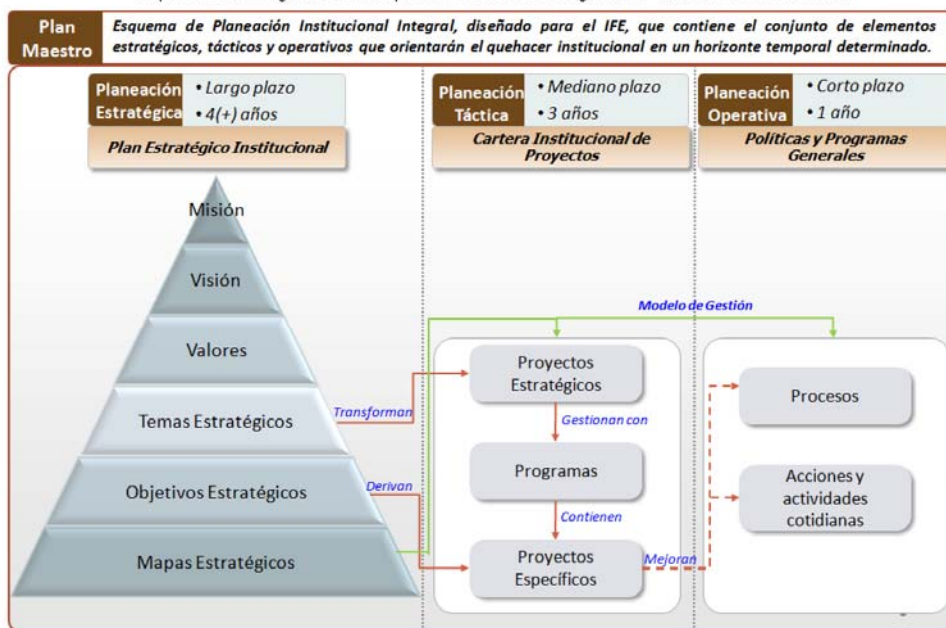 Plan
Maestro
Esquema de Planeación Institucional Integral, diseñado para el IFE, que contiene el conjunto de elementos
estratégicos, tácticos y operativos que orientarán el quehacer institucional en un horizonte temporal determinado.
Planeación
Estratégica
• Largo plazo
• 4(+) años
Plan Estratégico Institucional
Planeación
Táctica
• Mediano plazo
• 3 años
Cartera Institucional de
Proyectos
Planeación
Operativa
• Corto plazo
• 1 año
Políticas y Programas
Generales
Misión
Visión
Valores
Temas Estratégicos
Objetivos Estratégicos
Mapas Estratégicos
Transforman
Derivan
Modelo de Gestión
Proyectos
Estratégicos
Gestionan con
Programas
Contienen
Proyectos
Específicos
Mejoran
Procesos
Acciones y
actividades
cotidianas